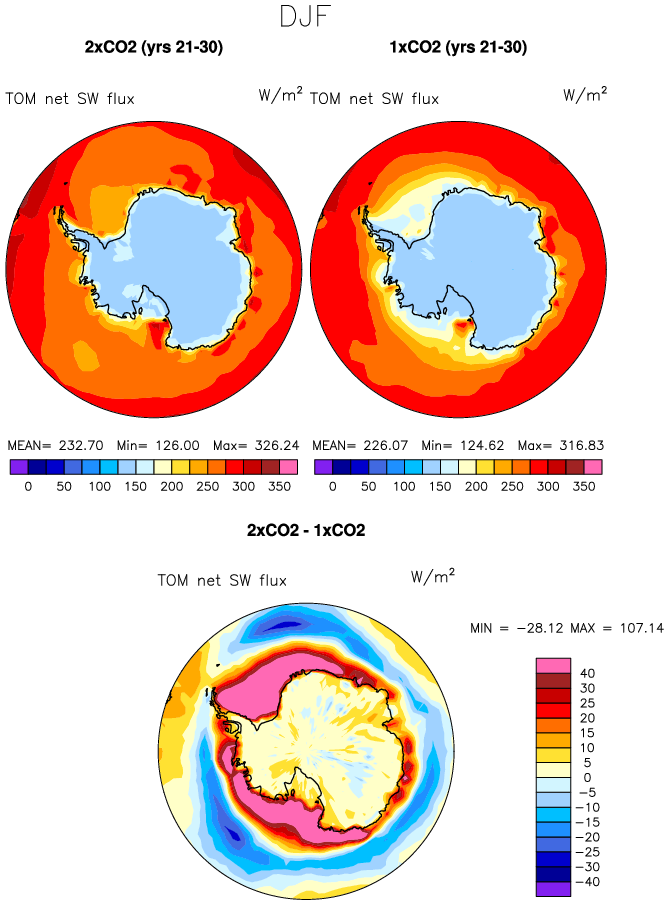 DJF
2xCO2 (yrs 21-30) 1xCO2 (yrs 21-30)
TOM net SW flux W/m² TOM net SW flux W/m²
MEAN= 232.70 Min= 126.00 Max= 326.24 MEAN= 226.07 Min= 124.62 Max= 316.83
0 50 100 150 200 250 300 350 0 50 100 150 200 250 300 350
2xCO2 - 1xCO2
TOM net SW flux W/m²
MIN = -28.12 MAX = 107.14
40
30
25
20
15
10
5
0
-5
-10
-15
-20
-25
-30
-40